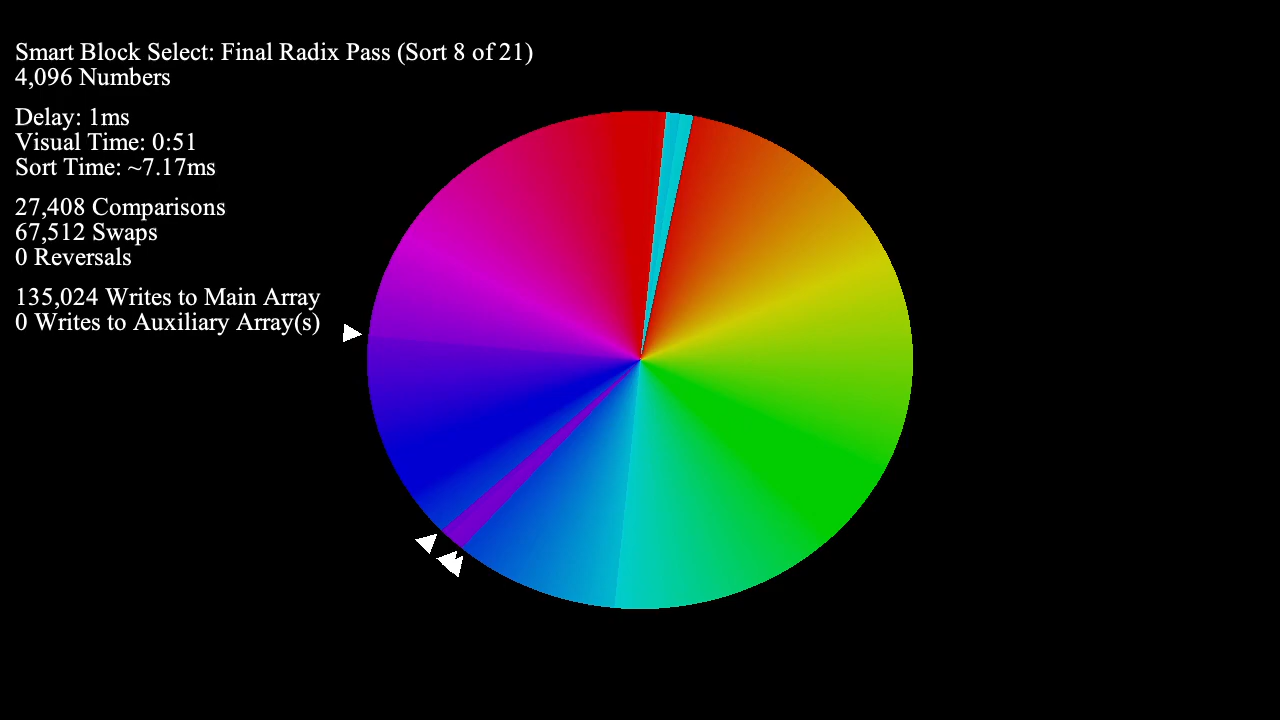 Smart Block Select: Final Radix Pass (Sort 8 of 21)
4,096 Numbers
Delay: 1ms
Visual Time: 0:51
Sort Time: ~7.17ms
27,408 Comparisons
67,512 Swaps
0 Reversals
135,024 Writes to Main Array
0 Writes to Auxiliary Array(s)